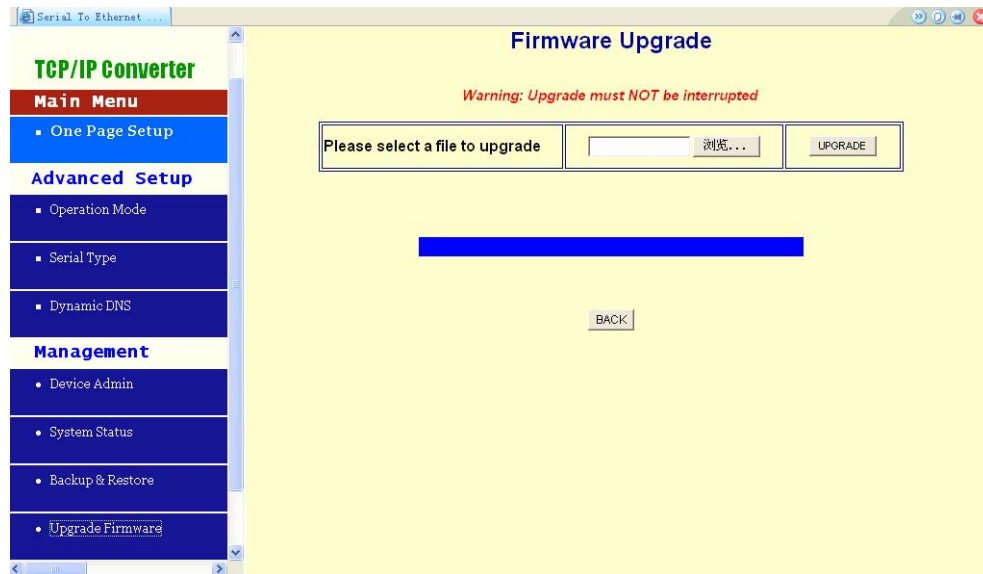 Serial To Ethernet ...
TCP/IP Converter
Main Menu
One Page Setup
Advanced Setup
Operation Mode
Serial Type
Dynamic DNS
Management
Device Admin
System Status
Backup & Restore
Upgrade Firmware
Firmware Upgrade
Warning: Upgrade must NOT be interrupted
Please select a file to upgrade
浏览...
UPGRADE
BACK